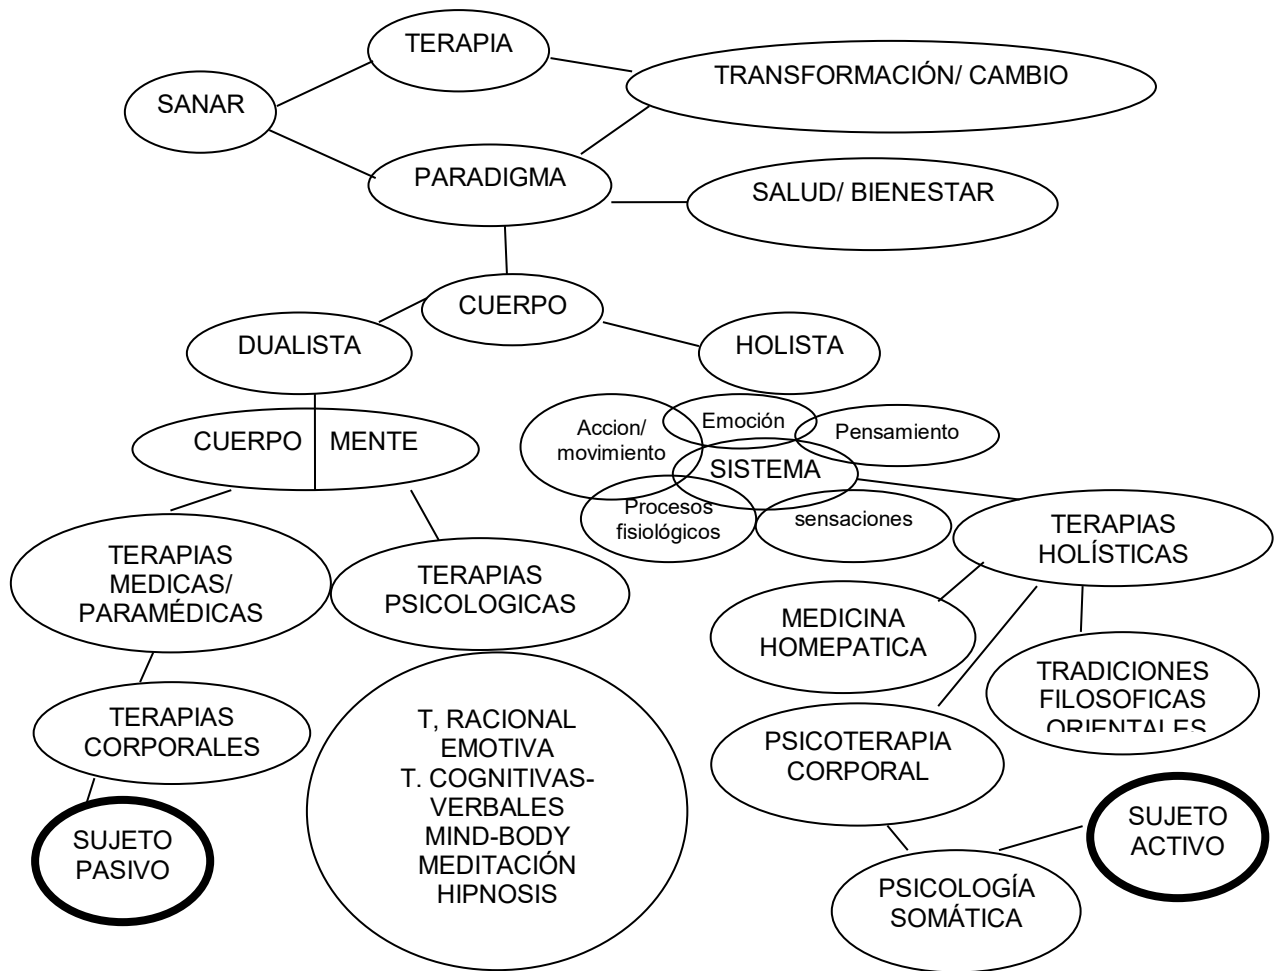 TERAPIA
TRANSFORMACIÓN/ CAMBIO
SANAR
PARADIGMA
SALUD/ BIENESTAR
CUERPO
DUALISTA
HOLISTA
CUERPO
MENTE
Accion/
movimiento
Emoción
Pensamiento
SISTEMA
Procesos
fisiológicos
sensaciones
TERAPIAS
HOLÍSTICAS
TERAPIAS
MEDICAS/
PARAMÉDICAS
TERAPIAS
PSICOLOGICAS
MEDICINA
HOMEPATICA
TRADICIONES
FILOSOFICAS
ORIENTALES
TERAPIAS
CORPORALES
T, RACIONAL
EMOTIVA
T. COGNITIVAS-
VERBALES
MIND-BODY
MEDITACIÓN
HIPNOSIS
PSICOTERAPIA
CORPORAL
SUJETO
PASIVO
SUJETO
ACTIVO
PSICOLOGÍA
SOMÁTICA